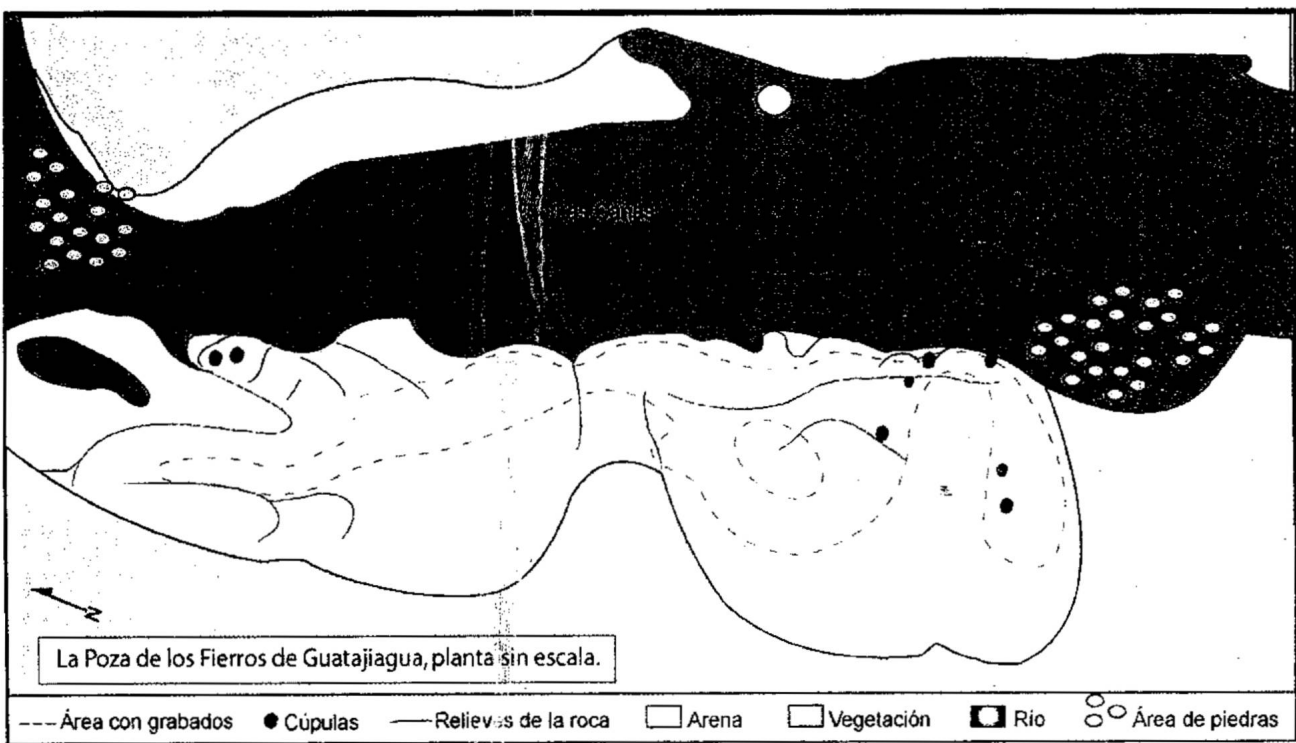 N
La Poza de los Fierros de Guatajiagua, planta sin escala.
Área con grabados Cúpulas Relieves de la roca Arena Vegetación Río Área de piedras